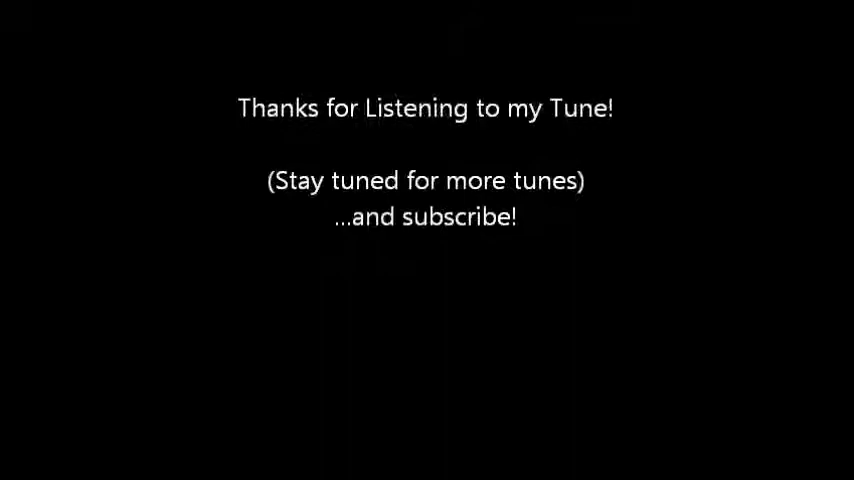 Thanks for Listening to my Tune!
(Stay tuned for more tunes)
...and subscribe!